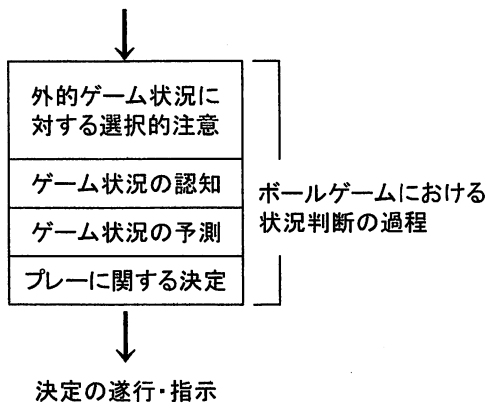 外的ゲーム状況に
対する選択的注意
ゲーム状況の認知
ゲーム状況の予測
プレーに関する決定
ボールゲームにおける
状況判断の過程
決定の遂行・指示